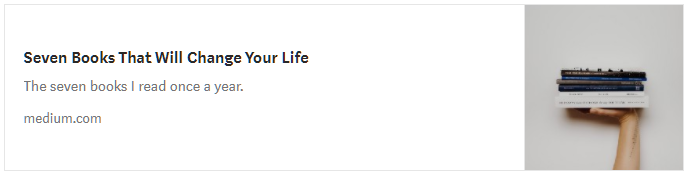 Seven Books That Will Change Your Life
The seven books I read once a year.
medium.com